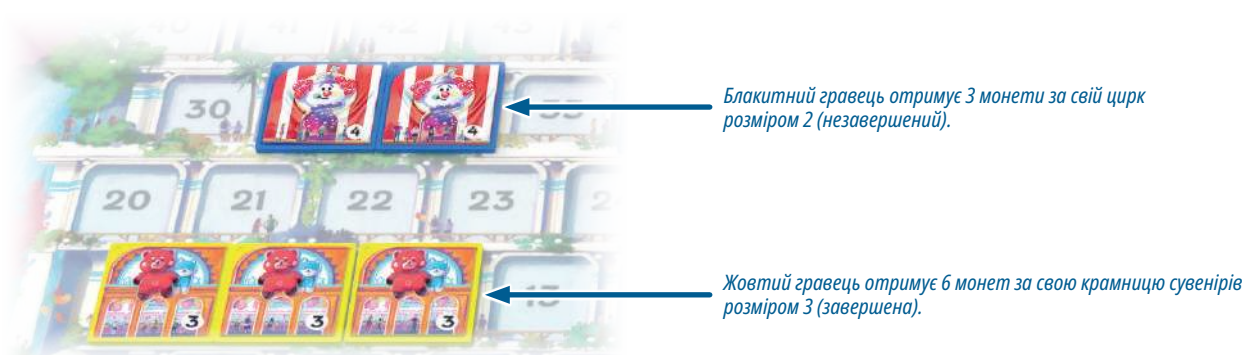 30
4
4
Блакитний гравець отримує 3 монети за свій цирк
розміром 2 (незавершений).
20
21
22
23
3
3
3
Жовтий гравець отримує 6 монет за свою крамницю сувенірів
розміром 3 (завершена).